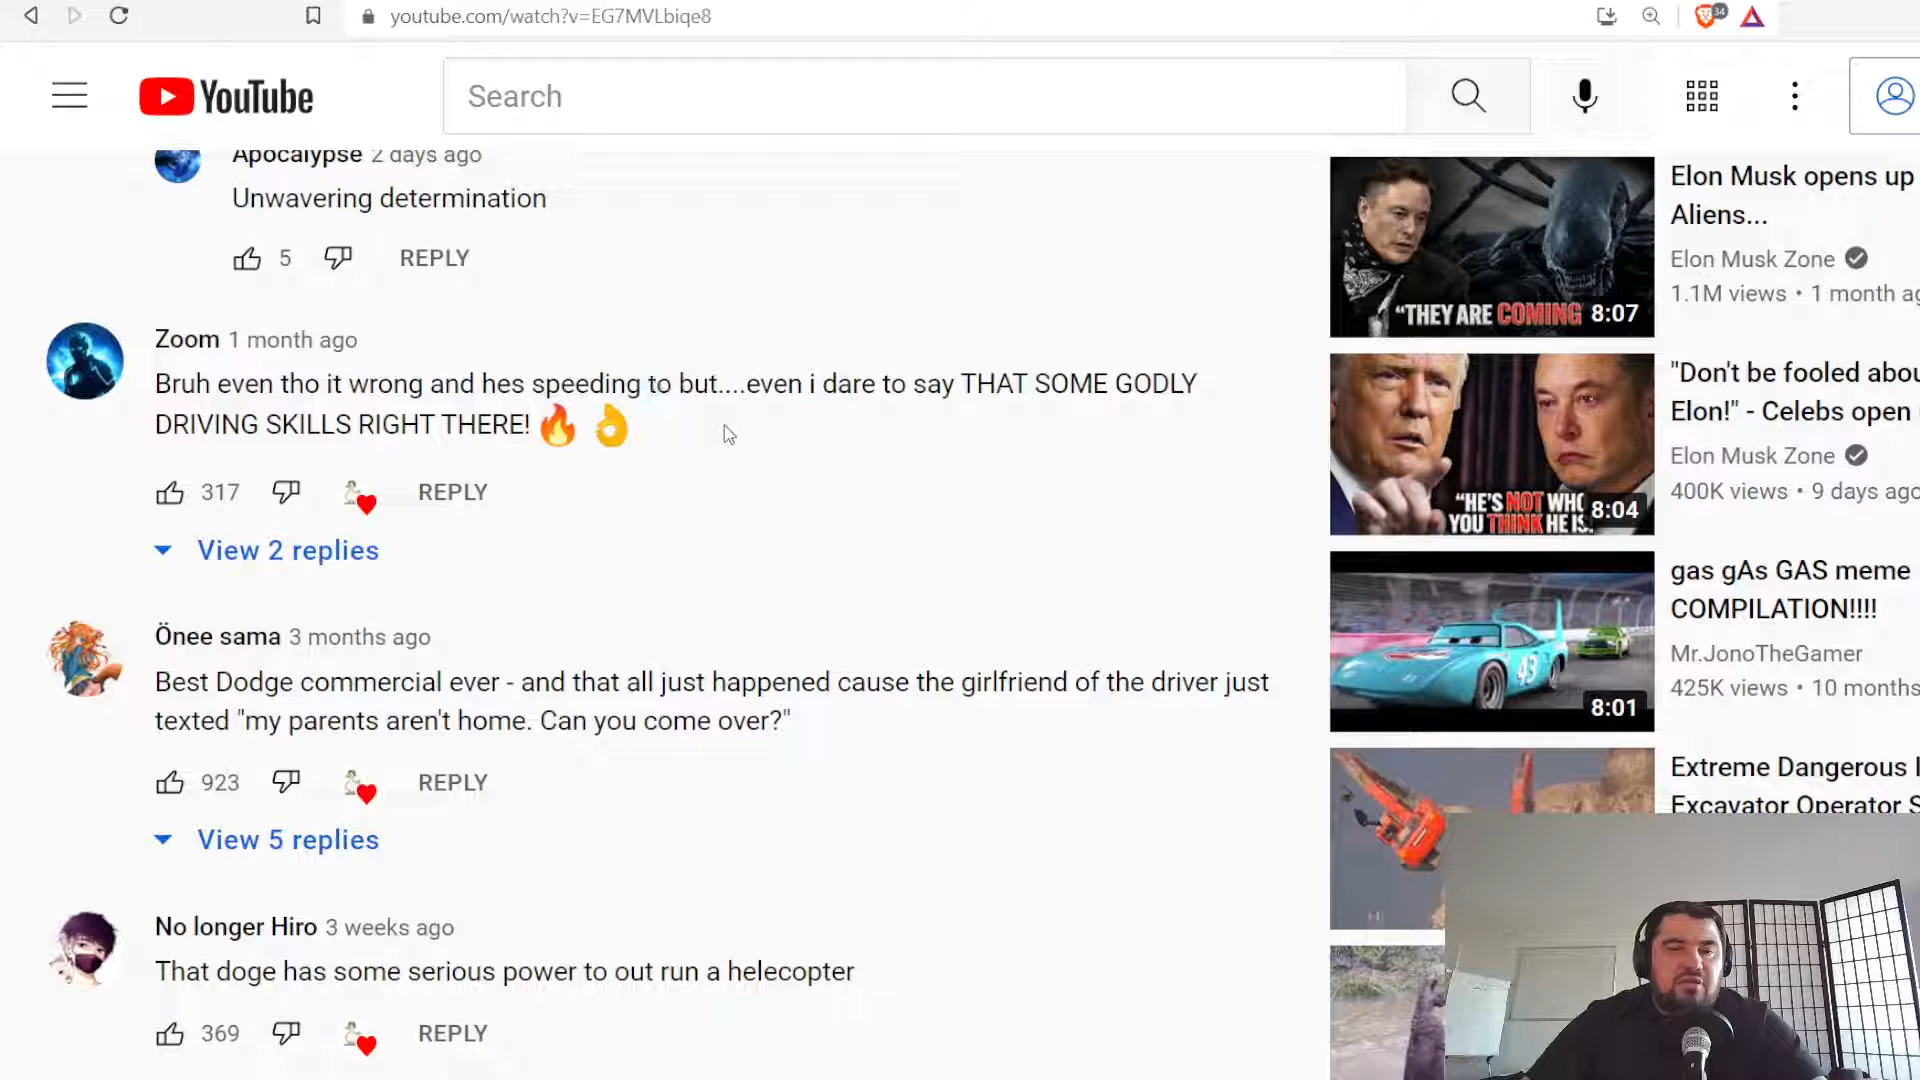 youtube.com/watch?v=EG7MVLbiqe8
34
YouTube
Search
Apocalypse 2 days ago
Unwavering determination
5 REPLY
Zoom 1 month ago
Bruh even tho it wrong and hes speeding to but....even i dare to say THAT SOME GODLY
DRIVING SKILLS RIGHT THERE! 🔥 👌
317 REPLY
View 2 replies
Önee sama 3 months ago
Best Dodge commercial ever - and that all just happened cause the girlfriend of the driver just
texted "my parents aren't home. Can you come over?"
923 REPLY
View 5 replies
No longer Hiro 3 weeks ago
That doge has some serious power to out run a helecopter
369 REPLY
"THEY ARE COMING 8:07
Elon Musk opens up
Aliens...
Elon Musk Zone
1.1M views • 1 month ag
"HE'S NOT WHO
YOU THINK HE IS. 8:04
"Don't be fooled abou
Elon!" - Celebs open
Elon Musk Zone
400K views • 9 days ago
43
8:01
gas gAs GAS meme
COMPILATION!!!!
Mr.JonoTheGamer
425K views • 10 months
Extreme Dangerous
Excavator Operator S